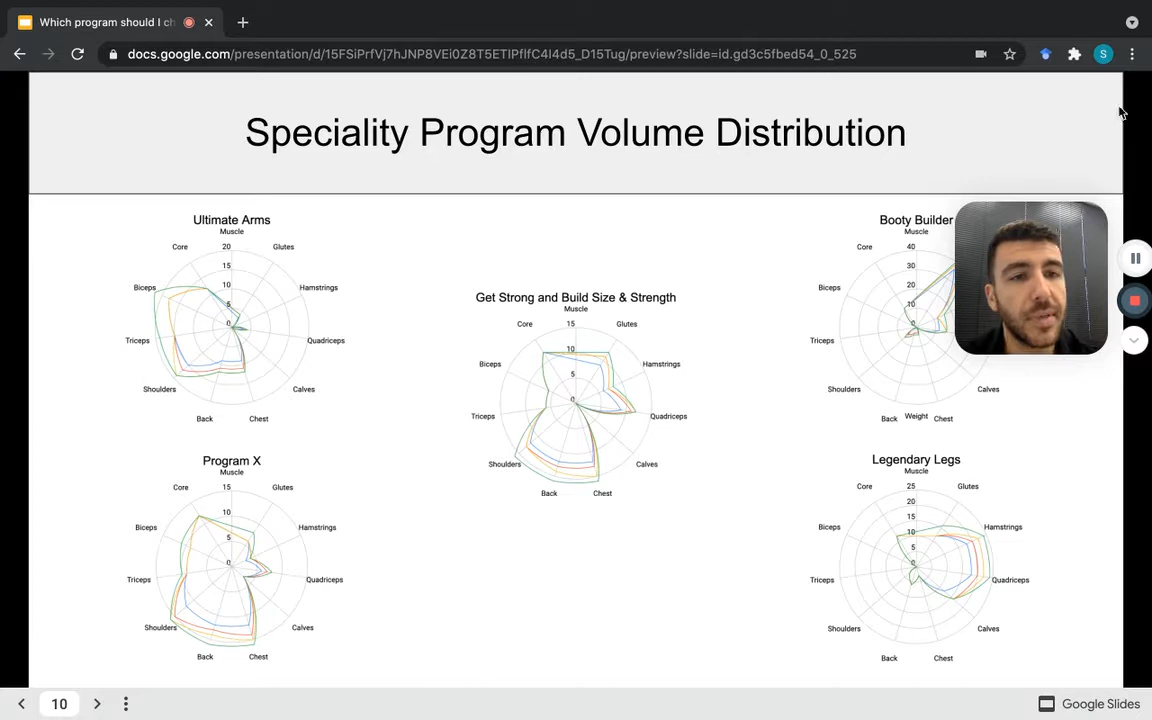 Which program should I ch
docs.google.com/presentation/d/15FSiPrfVj7hJNP8VEi0Z8T5ETIPflfC4I4d5_D15Tug/preview?slide=id.gd3c5fbed54_0_525
S
Speciality Program Volume Distribution
Ultimate Arms
Muscle
Core
20
Glutes
15
Biceps
10
Hamstrings
5
Triceps
0
Quadriceps
Shoulders
Calves
Back
Chest
Get Strong and Build Size & Strength
Muscle
Core
15
Glutes
10
Biceps
Hamstrings
5
Triceps
0
Quadriceps
Shoulders
Calves
Back
Chest
Booty Builder
Muscle
Core
40
30
Biceps
20
10
Triceps
0
Shoulders
Calves
Back
Weight
Chest
Program X
Muscle
Core
15
Glutes
10
Biceps
Hamstrings
5
Triceps
0
Quadriceps
Shoulders
Calves
Back
Chest
Legendary Legs
Muscle
Core
25
Glutes
20
15
Biceps
10
Hamstrings
5
Triceps
0
Quadriceps
Shoulders
Calves
Back
Chest
10
Google Slides